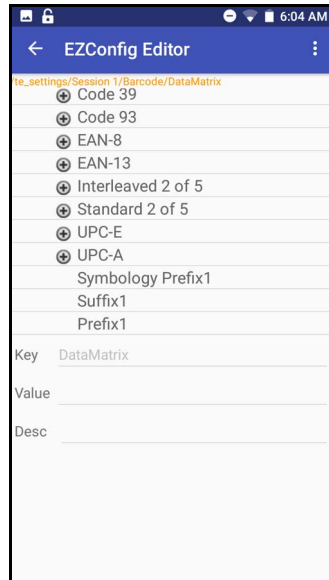 6:04 AM
EZConfig Editor
/te_settings/Session 1/Barcode/DataMatrix
Code 39
Code 93
EAN-8
EAN-13
Interleaved 2 of 5
Standard 2 of 5
UPC-E
UPC-A
Symbology Prefix1
Suffix1
Prefix1
Key DataMatrix
Value
Desc